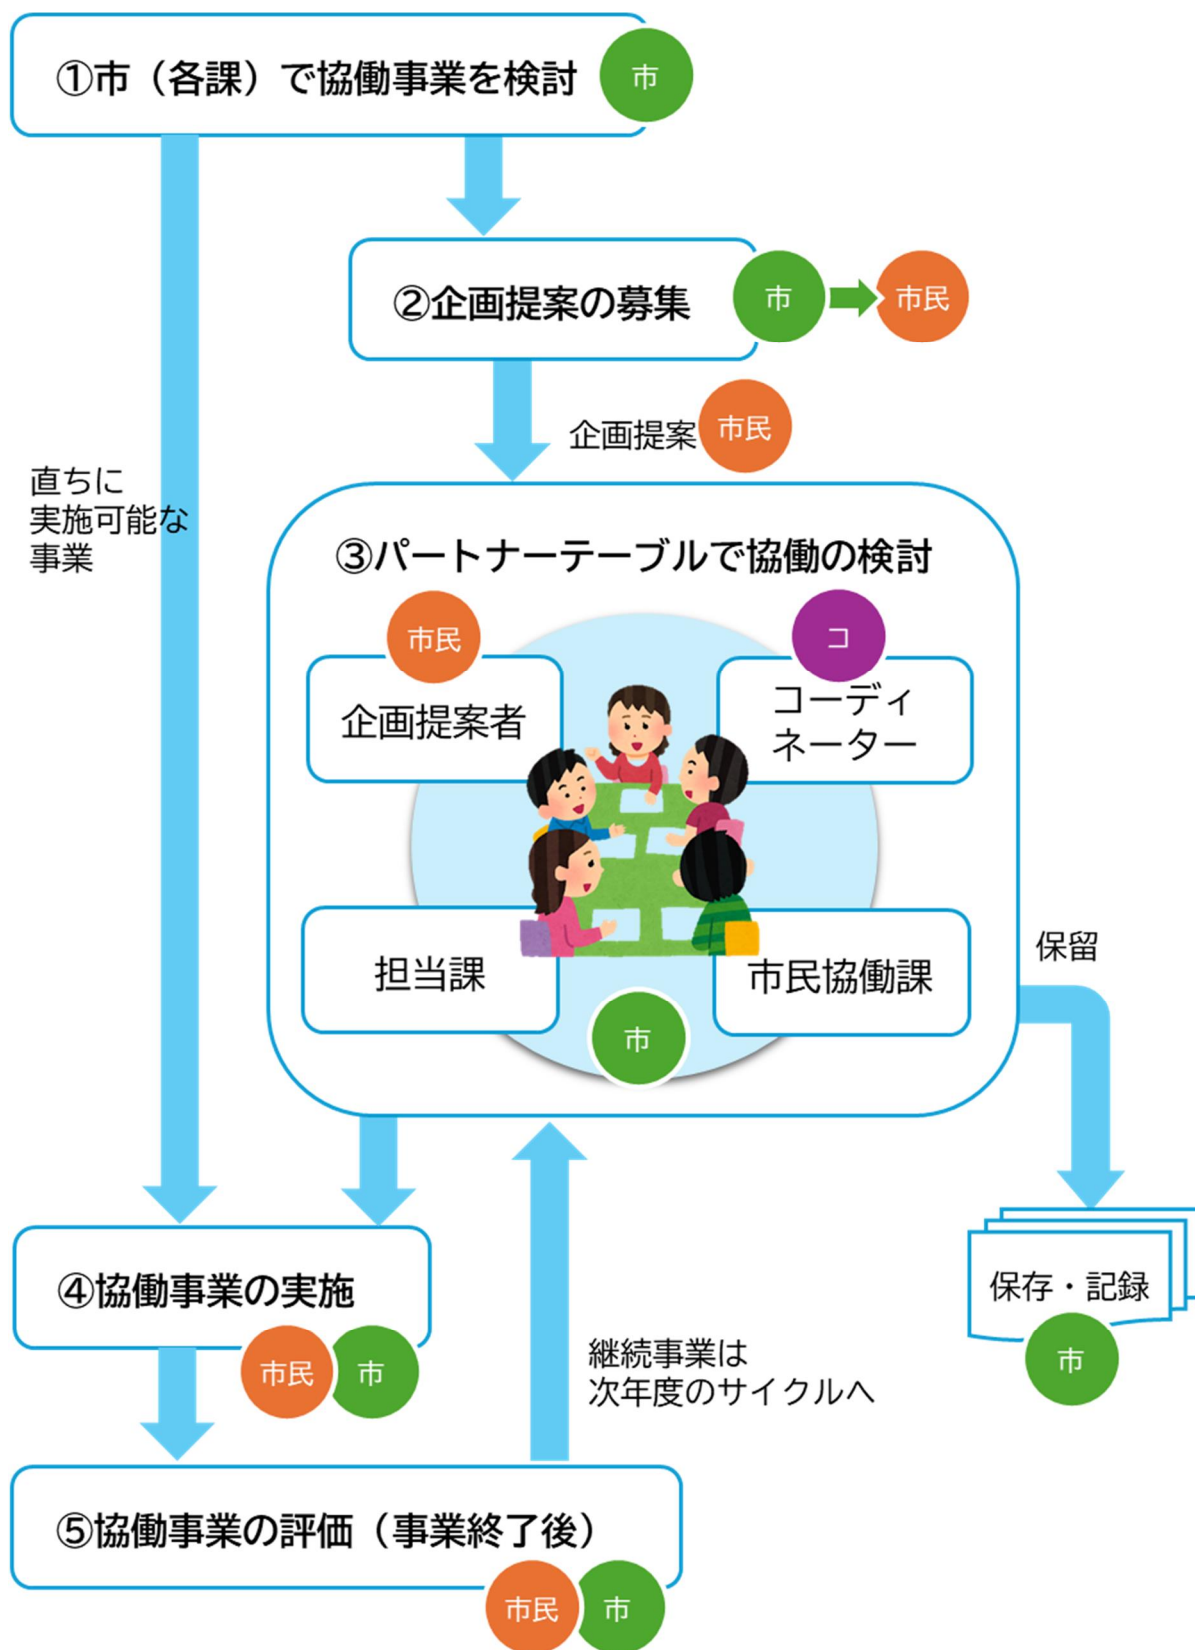 ①市（各課）で協働事業を検討
市
②企画提案の募集
市
市民
企画提案
市民
直ちに
実施可能な
事業
③パートナーテーブルで協働の検討
市民
企画提案者
コ
コーディ
ネーター
担当課
市民協働課
市
保留
④協働事業の実施
市民
市
保存・記録
市
継続事業は
次年度のサイクルへ
⑤協働事業の評価（事業終了後）
市民
市